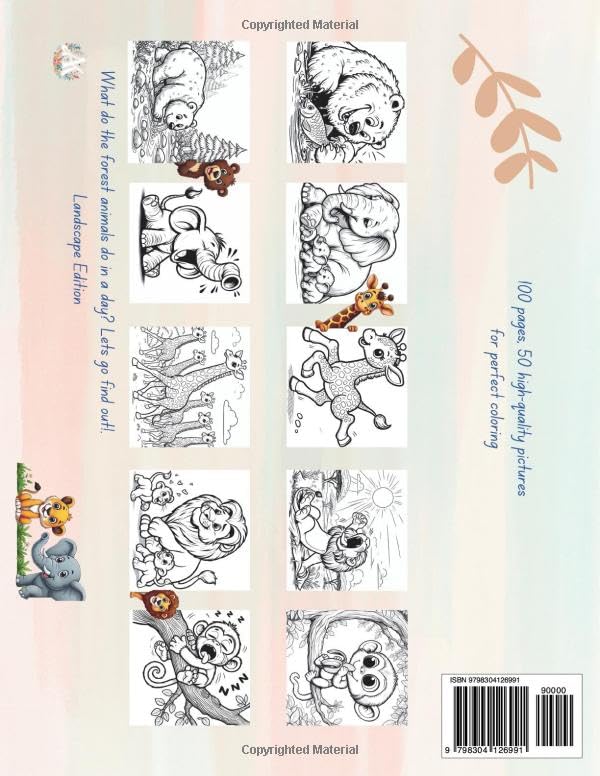 100 pages, 50 high-quality pictures
for perfect coloring
90000
ISBN 9798304126991
9 798304 126991
Copyrighted Material
Copyrighted Material
z z z z z z
What do the forest animals do in a day? Lets go find out!.
Landscape Edition